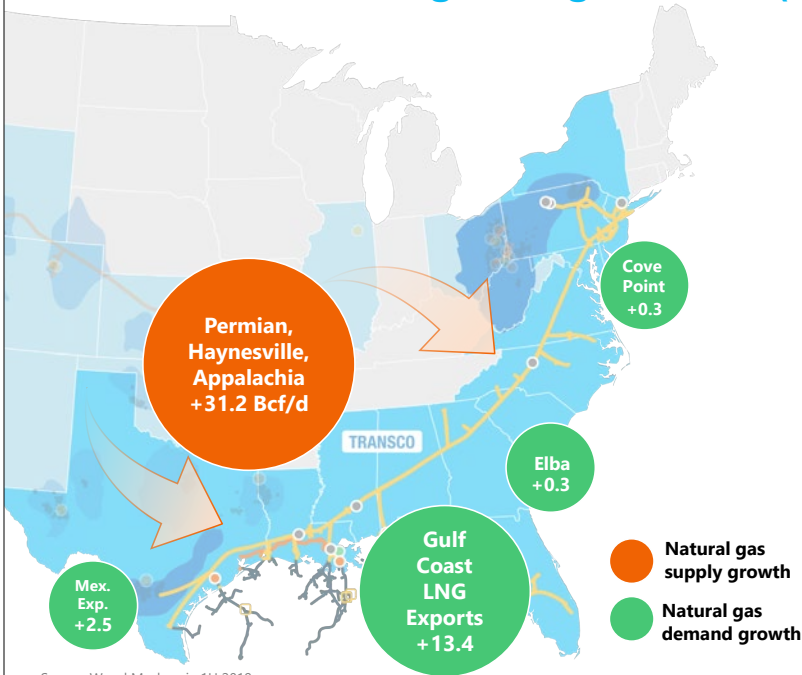 Cove
Point
+0.3
Permian,
Haynesville,
Appalachia
+31.2 Bcf/d
TRANSCO
Elba
+0.3
Gulf
Coast
LNG
Exports
+13.4
Mex.
Exp.
+2.5
Natural gas
supply growth
Natural gas
demand growth